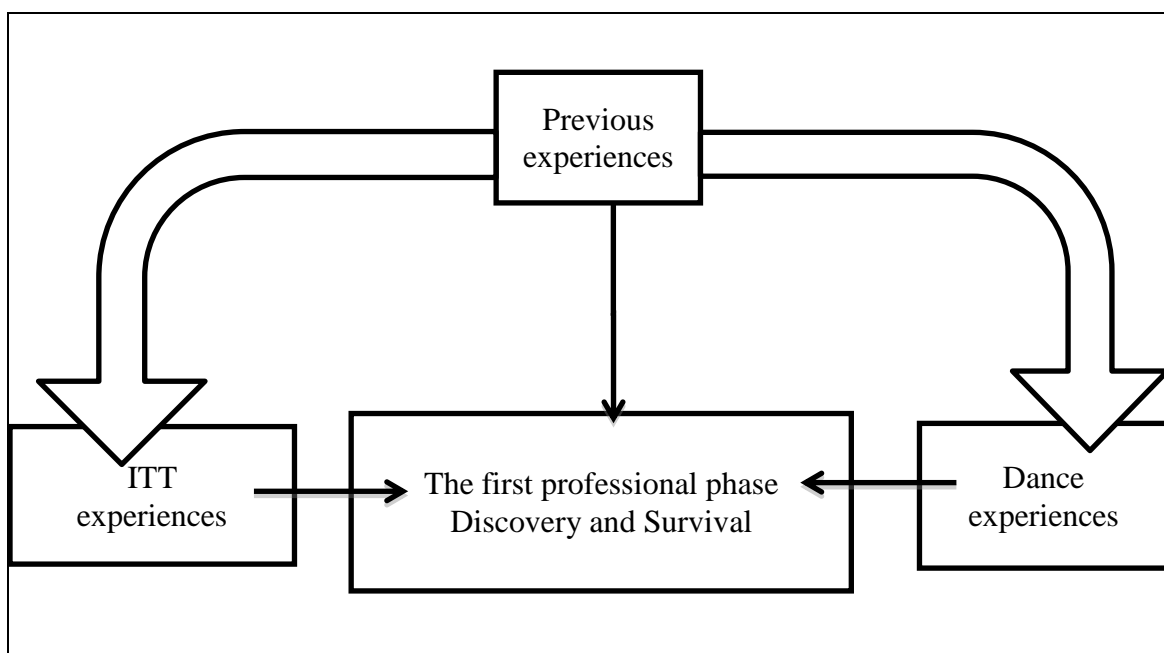 Previous
experiences
ITT
experiences
The first professional phase
Discovery and Survival
Dance
experiences